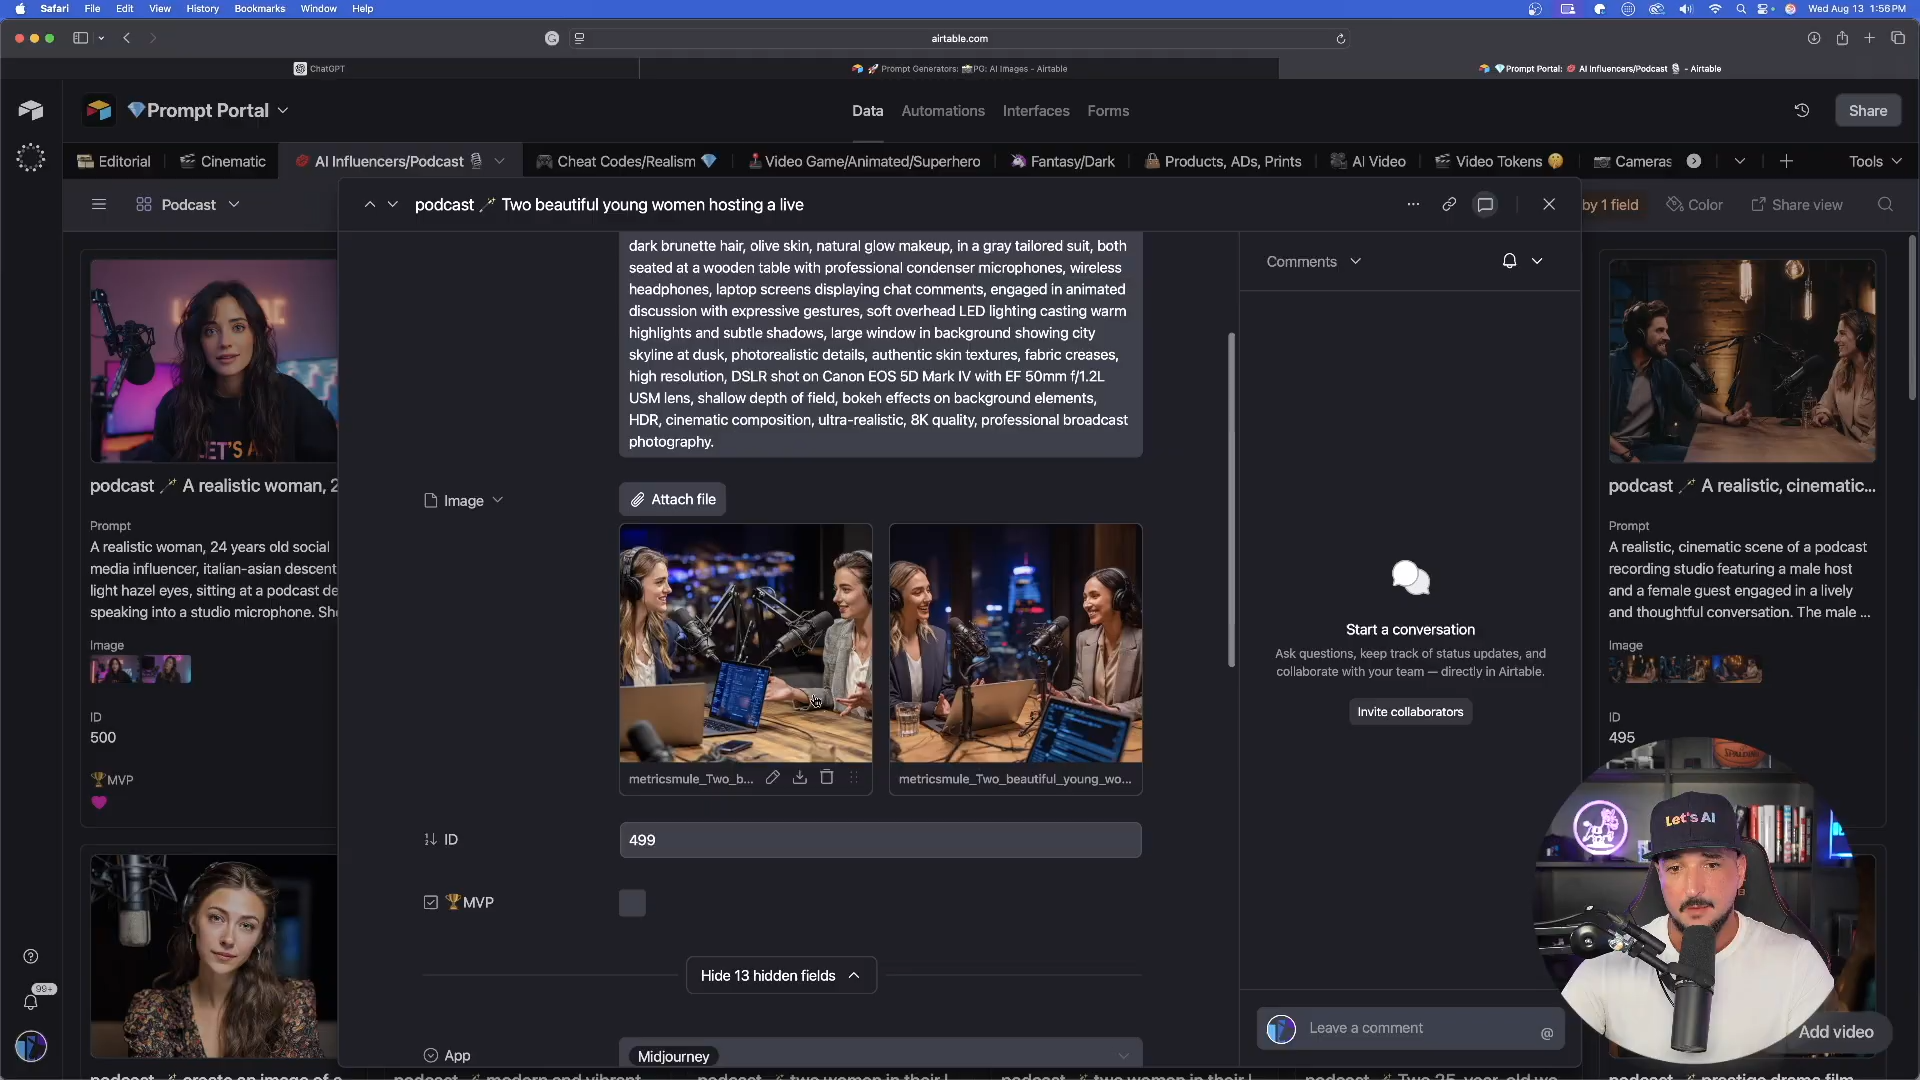 Safari File Edit View History Bookmarks Window Help
Wed Aug 13 1:56 PM
airtable.com
ChatGPT
🚀 Prompt Generators: 📸PG: AI Images - Airtable
💎Prompt Portal: 💋 AI Influencers/Podcast 🎙️ - Airtable
💎Prompt Portal
Data Automations Interfaces Forms
Share
Editorial
Cinematic
AI Influencers/Podcast
Cheat Codes/Realism
Video Game/Animated/Superhero
Fantasy/Dark
Products, ADs, Prints
AI Video
Video Tokens
Cameras
Tools
Podcast
podcast 🪄 Two beautiful young women hosting a live
by 1 field
Color
Share view
dark brunette hair, olive skin, natural glow makeup, in a gray tailored suit, both
seated at a wooden table with professional condenser microphones, wireless
headphones, laptop screens displaying chat comments, engaged in animated
discussion with expressive gestures, soft overhead LED lighting casting warm
highlights and subtle shadows, large window in background showing city
skyline at dusk, photorealistic details, authentic skin textures, fabric creases,
high resolution, DSLR shot on Canon EOS 5D Mark IV with EF 50mm f/1.2L
USM lens, shallow depth of field, bokeh effects on background elements,
HDR, cinematic composition, ultra-realistic, 8K quality, professional broadcast
photography.
Image
Attach file
metricsmule_Two_b...
metricsmule_Two_beautiful_young_wo...
ID
499
🏆MVP
Hide 13 hidden fields
App
Midjourney
Comments
Start a conversation
Ask questions, keep track of status updates, and
collaborate with your team — directly in Airtable.
Invite collaborators
Leave a comment
@
LET'S AI
podcast 🪄 A realistic woman, 2
Prompt
A realistic woman, 24 years old social
media influencer, italian-asian descent
light hazel eyes, sitting at a podcast de
speaking into a studio microphone. Sh
Image
ID
500
🏆MVP
99+
podcast 🪄 A realistic, cinematic...
Prompt
A realistic, cinematic scene of a podcast
recording studio featuring a male host
and a female guest engaged in a lively
and thoughtful conversation. The male ...
Image
ID
495
SPALDING
Let's AI
Add video